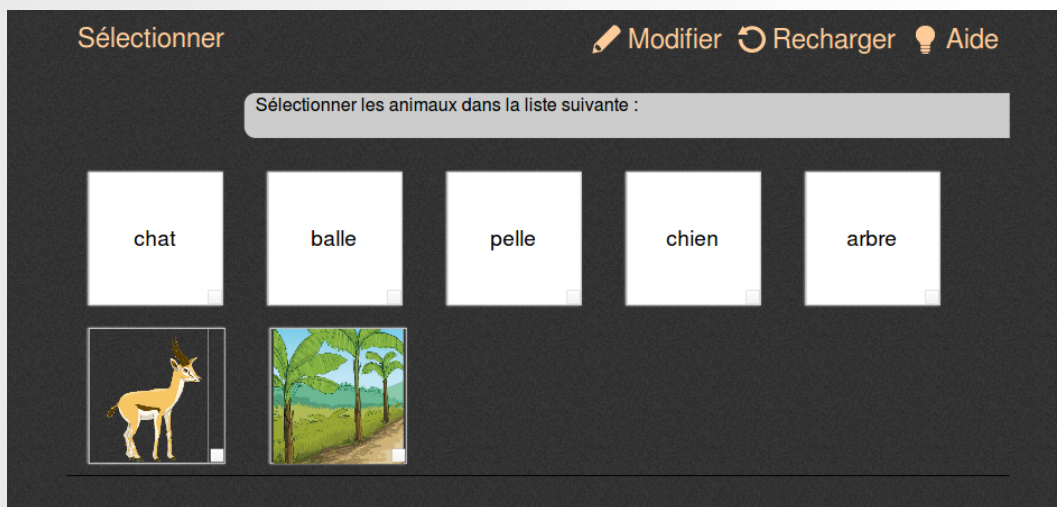 Sélectionner
Modifier Recharger Aide
Sélectionner les animaux dans la liste suivante :
chat
balle
pelle
chien
arbre